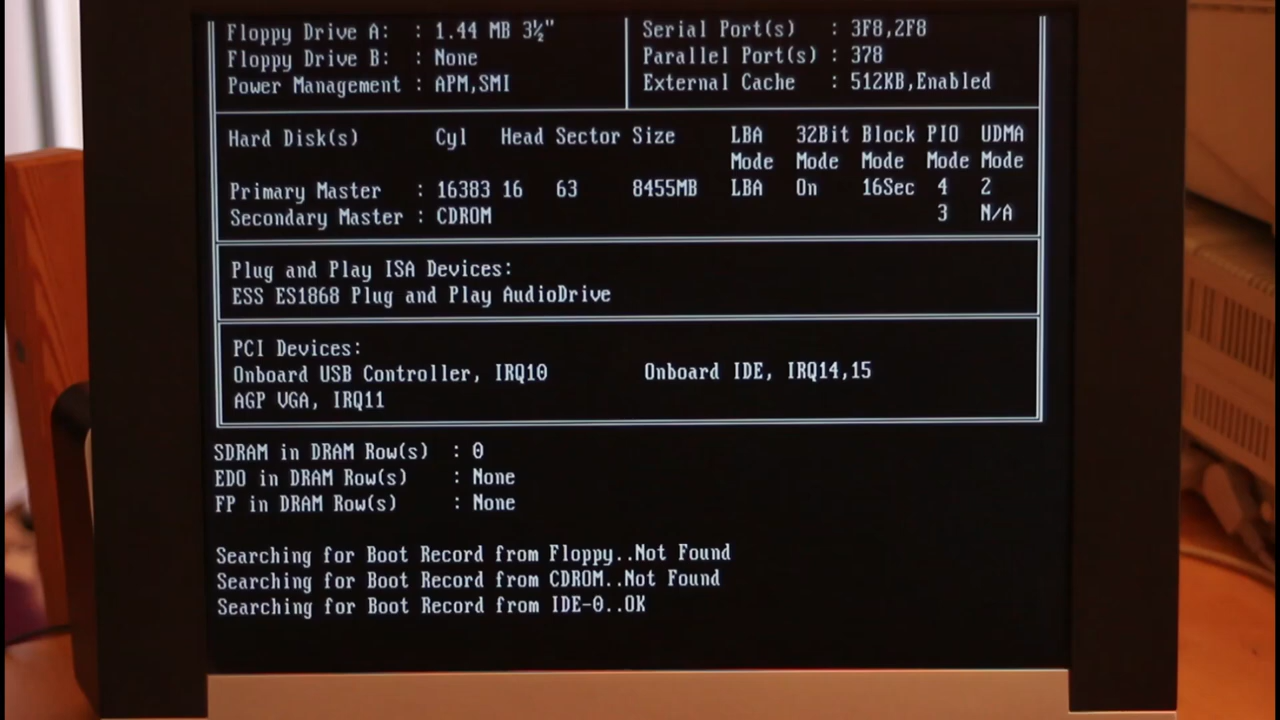 Floppy Drive A: : 1.44 MB 3½" Serial Port(s) : 3F8,2F8
Floppy Drive B: : None Parallel Port(s) : 378
Power Management : APM,SMI External Cache : 512KB,Enabled
Hard Disk(s) Cyl Head Sector Size LBA 32Bit Block PIO UDMA
Mode Mode Mode Mode Mode
Primary Master : 16383 16 63 8455MB LBA On 16Sec 4 2
Secondary Master : CDROM 3 N/A
Plug and Play ISA Devices:
ESS ES1868 Plug and Play AudioDrive
PCI Devices:
Onboard USB Controller, IRQ10 Onboard IDE, IRQ14,15
AGP VGA, IRQ11
SDRAM in DRAM Row(s) : 0
EDO in DRAM Row(s) : None
FP in DRAM Row(s) : None
Searching for Boot Record from Floppy..Not Found
Searching for Boot Record from CDROM..Not Found
Searching for Boot Record from IDE-0..OK